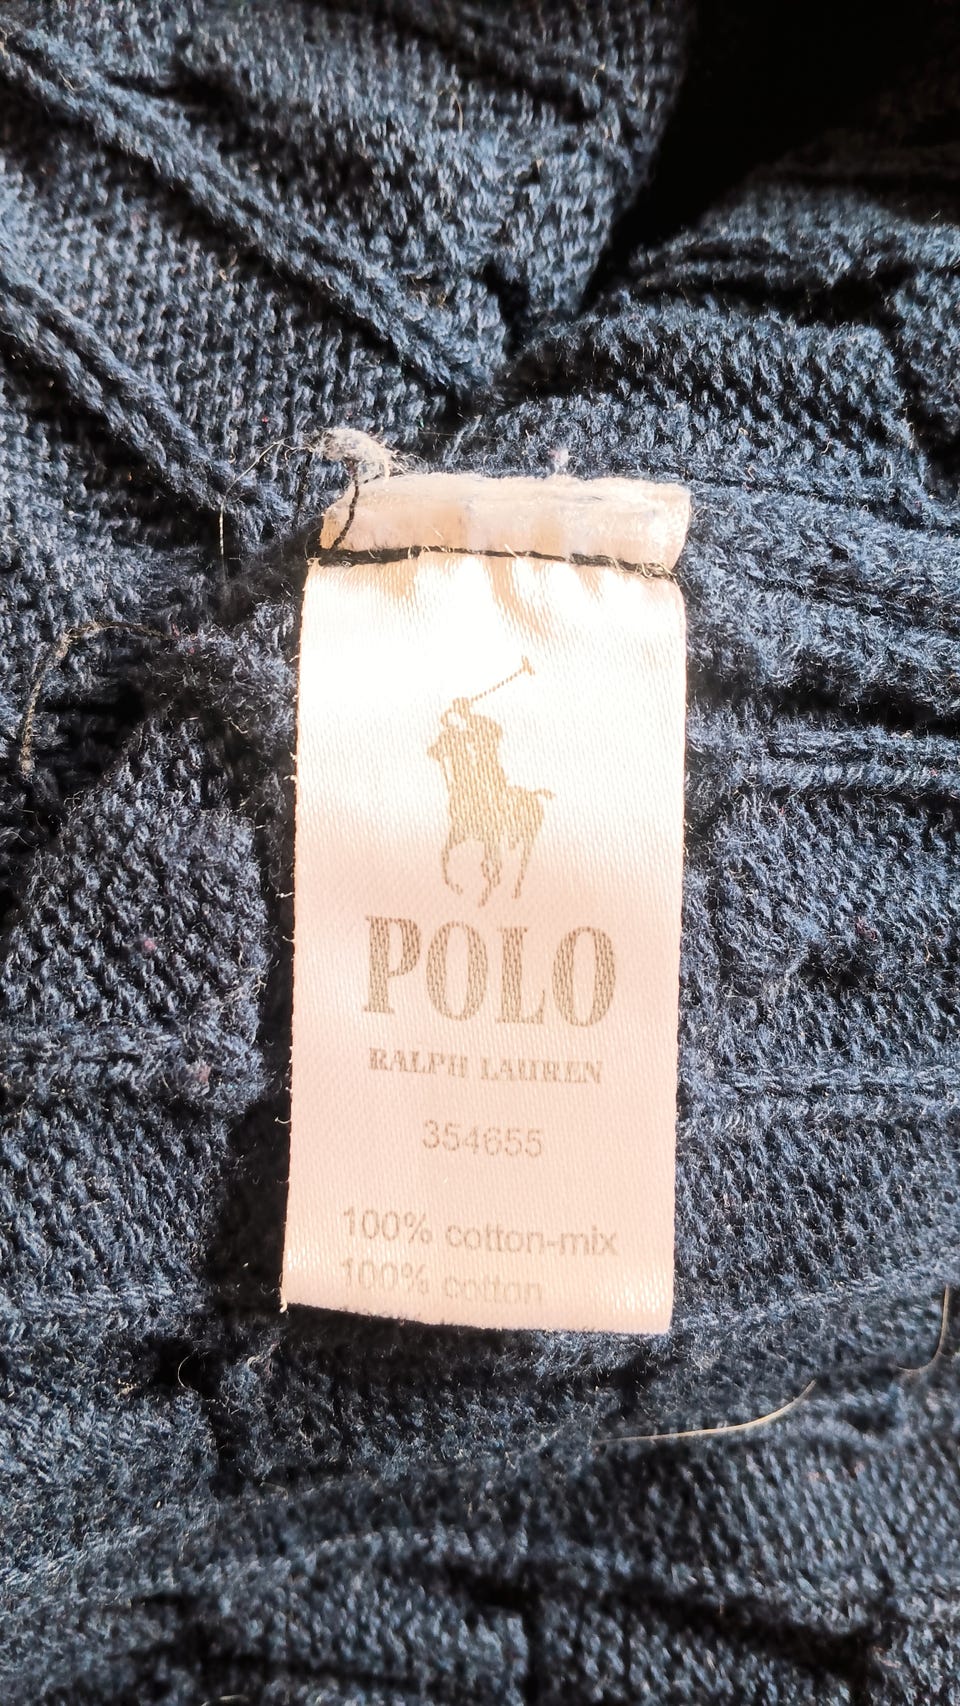 POLO
RALPH LAUREN
354655
100% cotton-mix
100% cotton